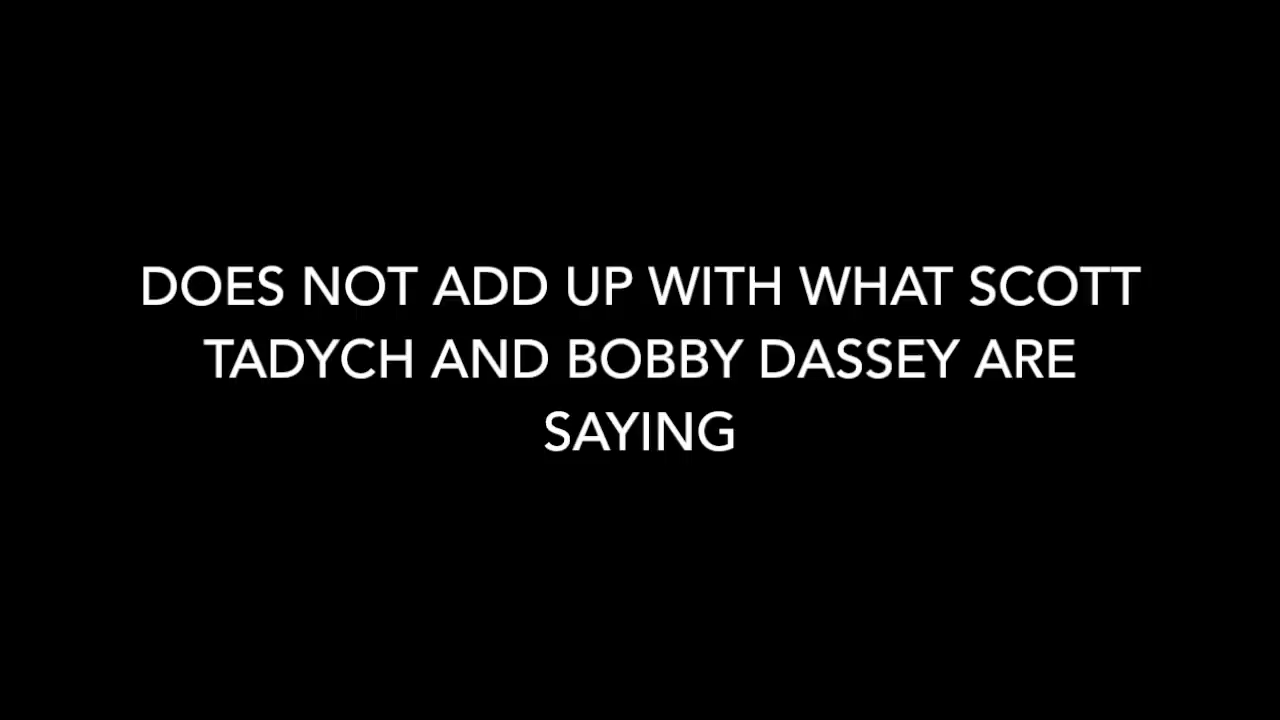 DOES NOT ADD UP WITH WHAT SCOTT
TADYCH AND BOBBY DASSEY ARE
SAYING